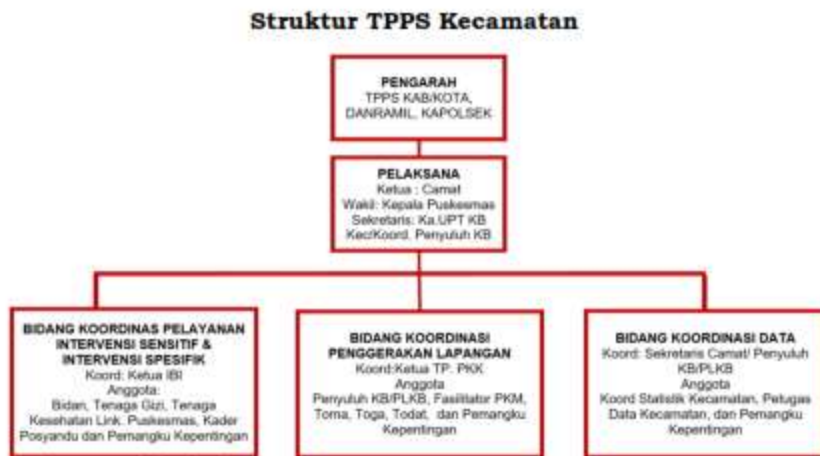 Struktur TPPS Kecamatan
PENGARAH
TPPS KAB/KOTA,
DANRAMIL, KAPOLSEK
PELAKSANA
Ketua : Camat
Wakil: Kepala Puskesmas
Sekretaris: Ka.UPT KB
Kec/Koord. Penyuluh KB
BIDANG KOORDINAS PELAYANAN
INTERVENSI SENSITIF &
INTERVENSI SPESIFIK
Koord: Ketua IBI
Anggota:
Bidan, Tenaga Gizi, Tenaga
Kesehatan Link. Puskesmas, Kader
Posyandu dan Pemangku Kepentingan
BIDANG KOORDINASI
PENGGERAKAN LAPANGAN
Koord:Ketua TP. PKK
Anggota
Penyuluh KB/PLKB, Fasilitator PKM,
Toma, Toga, Todat, dan Pemangku
Kepentingan
BIDANG KOORDINASI DATA
Koord: Sekretaris Camat/ Penyuluh
KB/PLKB
Anggota
Koord Statistik Kecamatan, Petugas
Data Kecamatan, dan Pemangku
Kepentingan